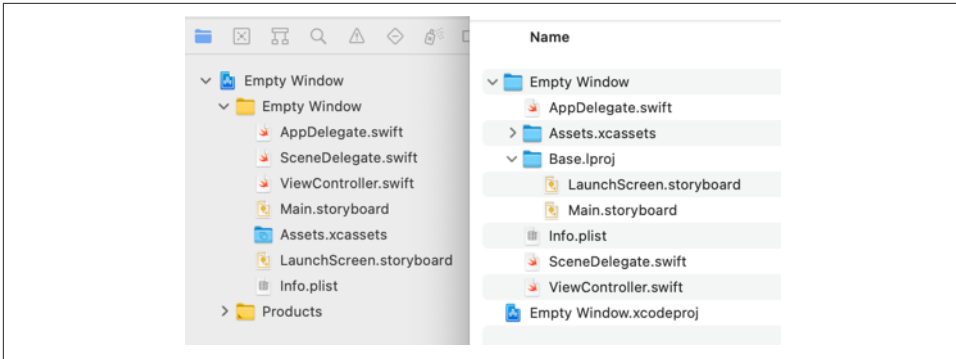 Empty Window
Empty Window
AppDelegate.swift
SceneDelegate.swift
ViewController.swift
Main.storyboard
Assets.xcassets
LaunchScreen.storyboard
Info.plist
Products
Name
Empty Window
AppDelegate.swift
Assets.xcassets
Base.lproj
LaunchScreen.storyboard
Main.storyboard
Info.plist
SceneDelegate.swift
ViewController.swift
Empty Window.xcodeproj